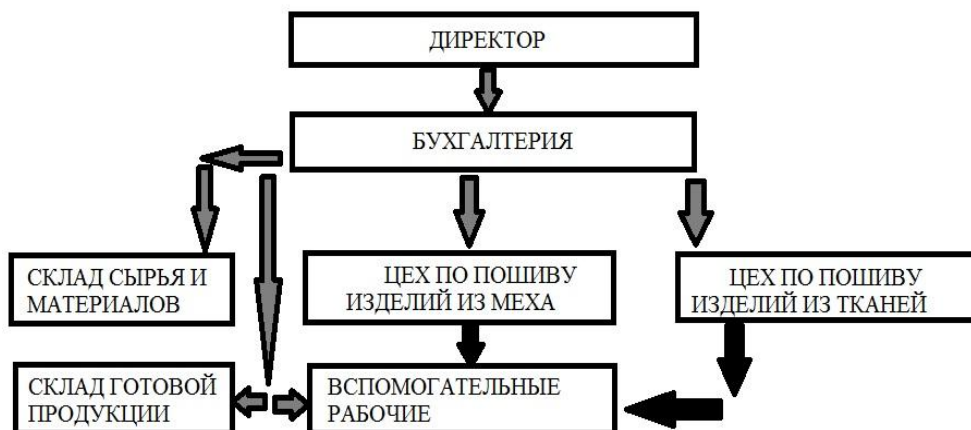 ДИРЕКТОР
БУХГАЛТЕРИЯ
СКЛАД СЫРЬЯ И
МАТЕРИАЛОВ
ЦЕХ ПО ПОШИВУ
ИЗДЕЛИЙ ИЗ МЕХА
ЦЕХ ПО ПОШИВУ
ИЗДЕЛИЙ ИЗ ТКАНЕЙ
СКЛАД ГОТОВОЙ
ПРОДУКЦИИ
ВСПОМОГАТЕЛЬНЫЕ
РАБОЧИЕ